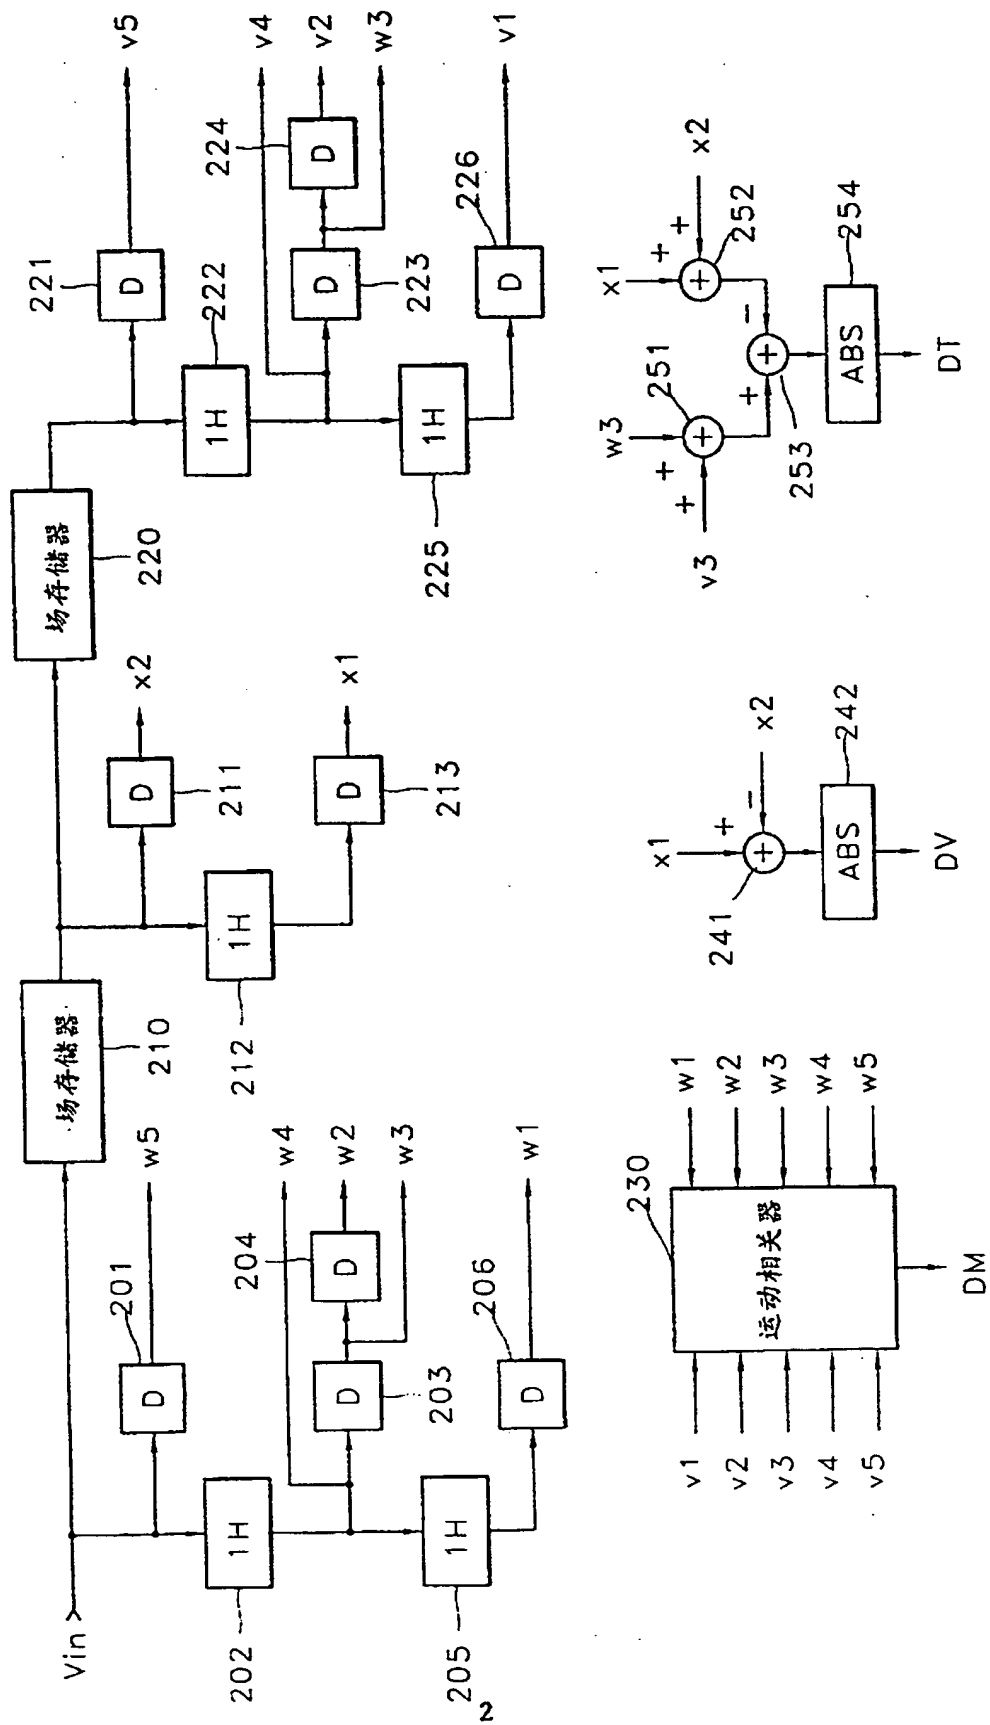 Vin
场存储器
210
场存储器
220
201
D
w5
202
1H
w4
204
D
w2
D
203
w3
205
1H
206
D
w1
D
211
x2
212
1H
D
213
x1
221
D
v5
1H
222
v4
224
D
v2
D
223
w3
225
1H
226
D
v1
v1
v2
v3
v4
v5
运动相关器
230
w1
w2
w3
w4
w5
DM
x1
+
−
x2
241
+
ABS
242
DV
w3
+
+
v3
+
251
x1
+
+
x2
+
252
+
−
+
253
ABS
254
DT
2